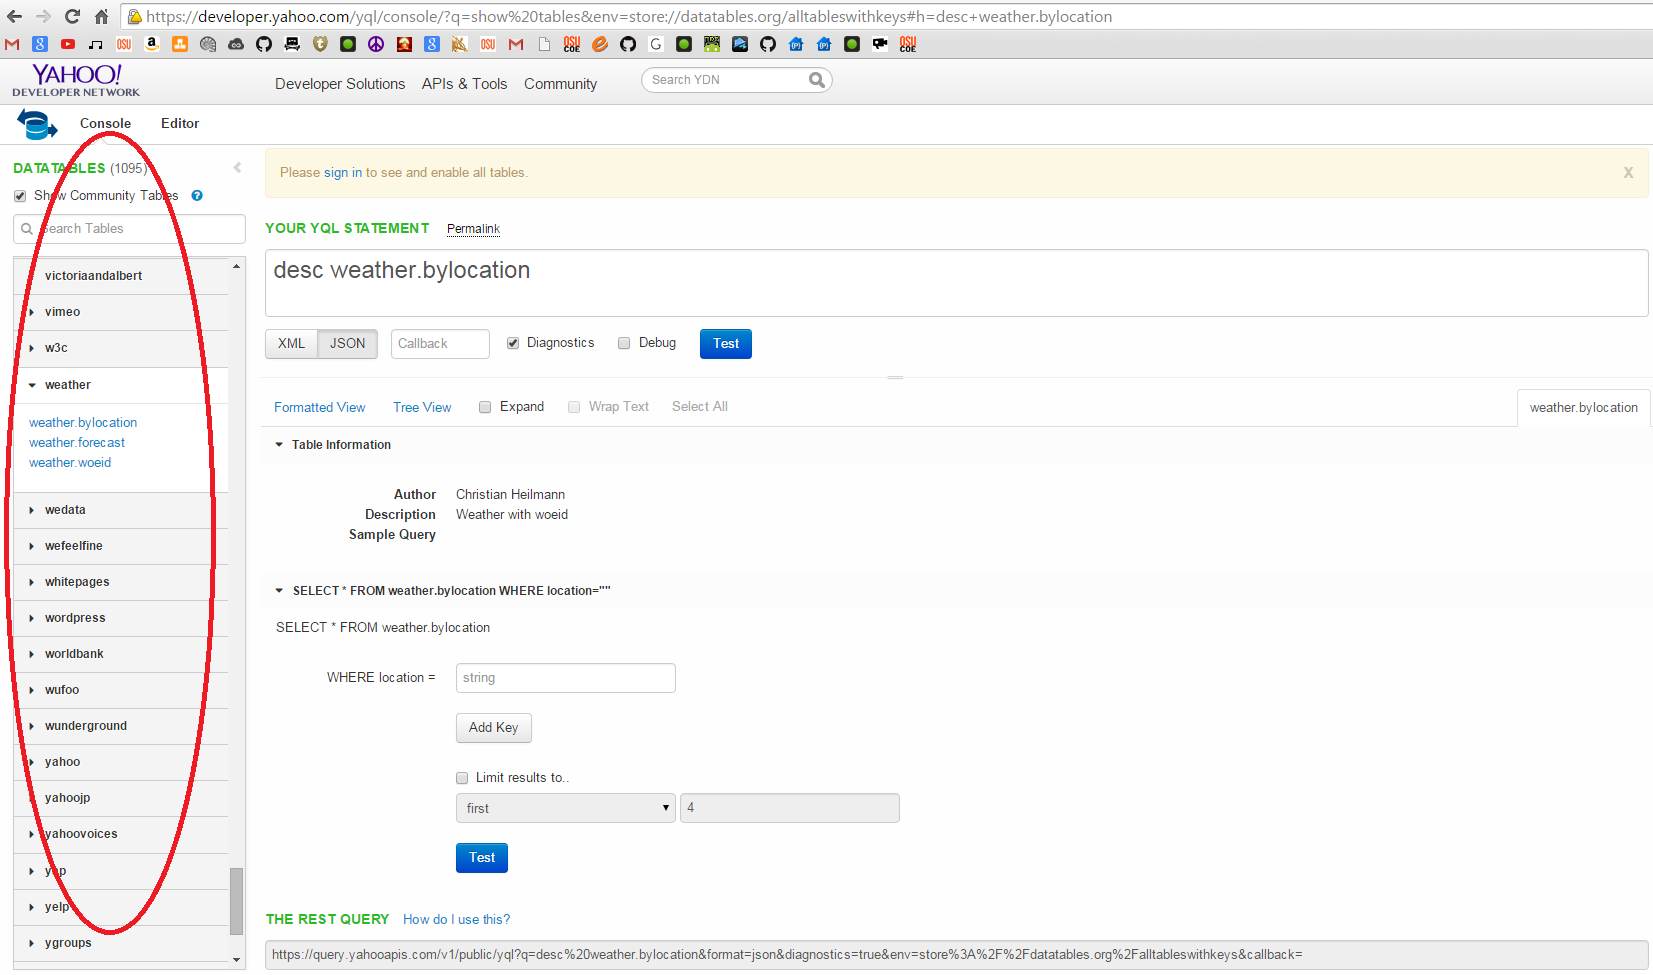 https://developer.yahoo.com/yql/console/?q=show%20tables&env=store://datatables.org/alltableswithkeys#h=desc+weather.bylocation
YAHOO!
DEVELOPER NETWORK
Developer Solutions APIs & Tools Community
Search YDN
Console Editor
DATATABLES (1095)
Show Community Tables
Search Tables
victoriaandalbert
vimeo
w3c
weather
weather.bylocation
weather.forecast
weather.woeid
wedata
wefeelfine
whitepages
wordpress
worldbank
wufoo
wunderground
yahoo
yahoojp
yahoovoices
yelp
ygroups
Please sign in to see and enable all tables.
X
YOUR YQL STATEMENT Permalink
desc weather.bylocation
XML JSON Callback Diagnostics Debug Test
Formatted View Tree View Expand Wrap Text Select All
weather.bylocation
Table Information
Author Christian Heilmann
Description Weather with woeid
Sample Query
SELECT * FROM weather.bylocation WHERE location=""
SELECT * FROM weather.bylocation
WHERE location = string
Add Key
Limit results to..
first 4
Test
THE REST QUERY How do I use this?
https://query.yahooapis.com/v1/public/yql?q=desc%20weather.bylocation&format=json&diagnostics=true&env=store%3A%2F%2Fdatatables.org%2Falltableswithkeys&callback=